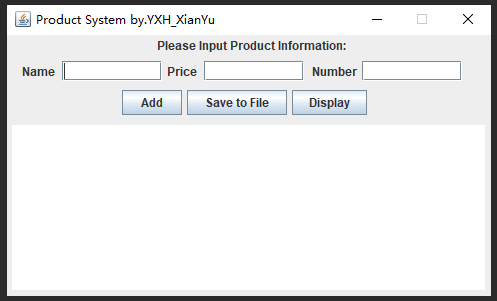 Product System by.YXH_XianYu
Please Input Product Information:
Name Price Number
Add Save to File Display